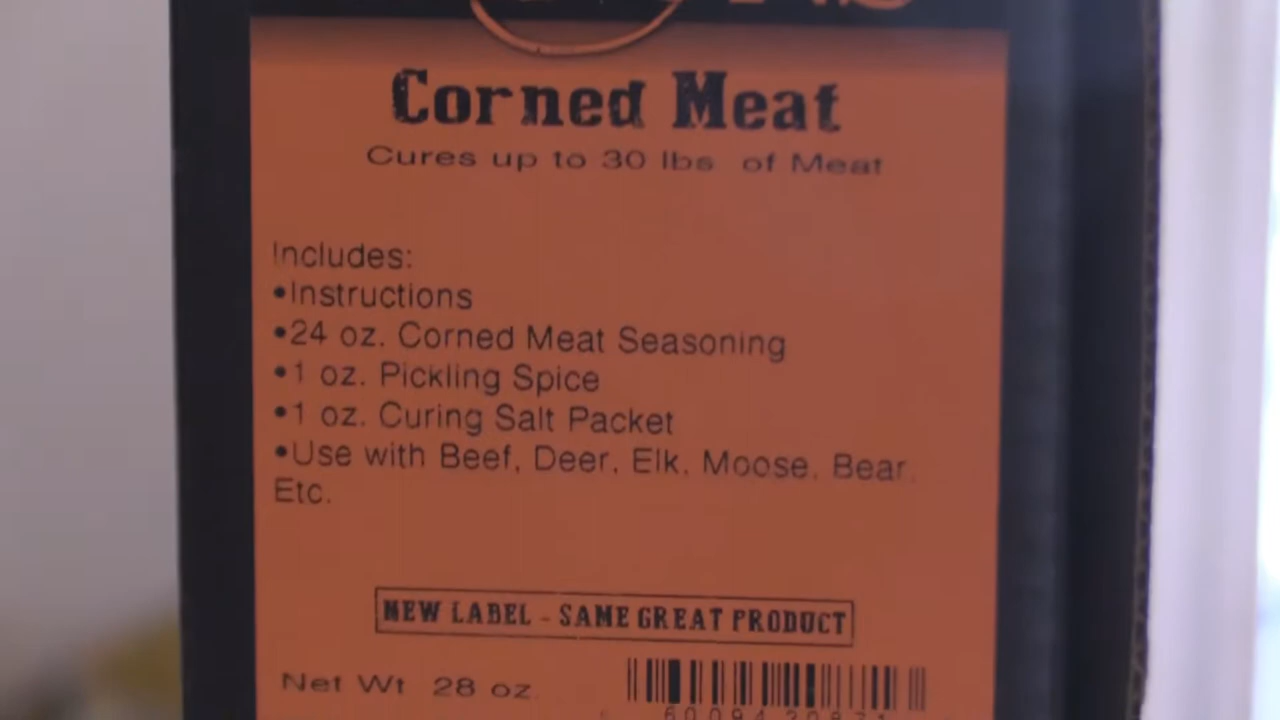 Corned Meat
Cures up to 30 lbs of Meat
Includes:
•Instructions
•24 oz. Corned Meat Seasoning
•1 oz. Pickling Spice
•1 oz. Curing Salt Packet
•Use with Beef, Deer, Elk, Moose, Bear,
Etc.
NEW LABEL - SAME GREAT PRODUCT
Net Wt 28 oz